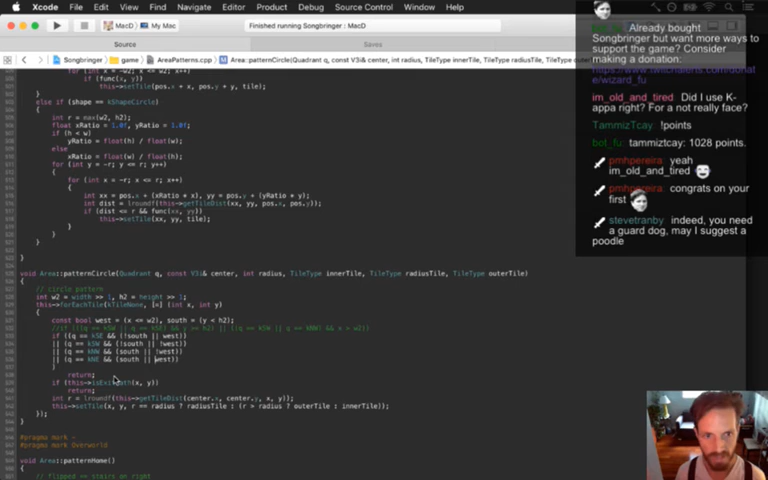 Xcode File Edit View Find Navigate Editor Product Debug Source Control Window Help
MacD My Mac
Finished running Songbringer : MacD
Source
Saves
Songbringer game AreaPatterns.cpp
for (int x = -w2; x <= w2; x++)
if (func(x, y))
this->setTile(pos.x + x, pos.y + y, tile);
}
else if (shape == kShapeCircle)
{
int r = max(w2, h2);
float xRatio = 1.0f, yRatio = 1.0f;
if (h < w)
yRatio = float(h) / float(w);
else
xRatio = float(w) / float(h);
for (int y = -r; y <= r; y++)
{
for (int x = -r; x <= r; x++)
{
int xx = pos.x + (xRatio * x), yy = pos.y + (yRatio * y);
int dist = lroundf(this->getTileDist(xx, yy, pos.x, pos.y));
if (dist <= r && func(xx, yy))
this->setTile(xx, yy, tile);
}
}
}
}
void Area::patternCircle(Quadrant q, const V3i& center, int radius, TileType innerTile, TileType radiusTile, TileType outerTile)
{
// circle pattern
int w2 = width >> 1, h2 = height >> 1;
this->forEachTile(kTileNone, [=] (int x, int y)
{
const bool west = (x <= w2), south = (y < h2);
if ((q == kSE && (!south || west))
|| (q == kSW && (!south || !west))
|| (q == kNW && (south || !west))
|| (q == kNE && (south || west))
)
return;
if (this->isExitPath(x, y))
return;
int r = lroundf(this->getTileDist(center.x, center.y, x, y));
this->setTile(x, y, r == radius ? radiusTile : (r > radius ? outerTile : innerTile));
});
}
#pragma mark -
#pragma mark Overworld
void Area::patternHome()
{
// flipped stairs on right
Already bought
Songbringer but want more ways to
support the game? Consider
making a donation:
im_old_and_tired Did I use K-
appa right? For a not really face?
TammizTcay: !points
bot_fu: tammiztcay: 1028 points.
pmhpereira: yeah
im_old_and_tired
pmhpereira: congrats on your
first
stevetranby: indeed, you need
a guard dog, may I suggest a
poodle